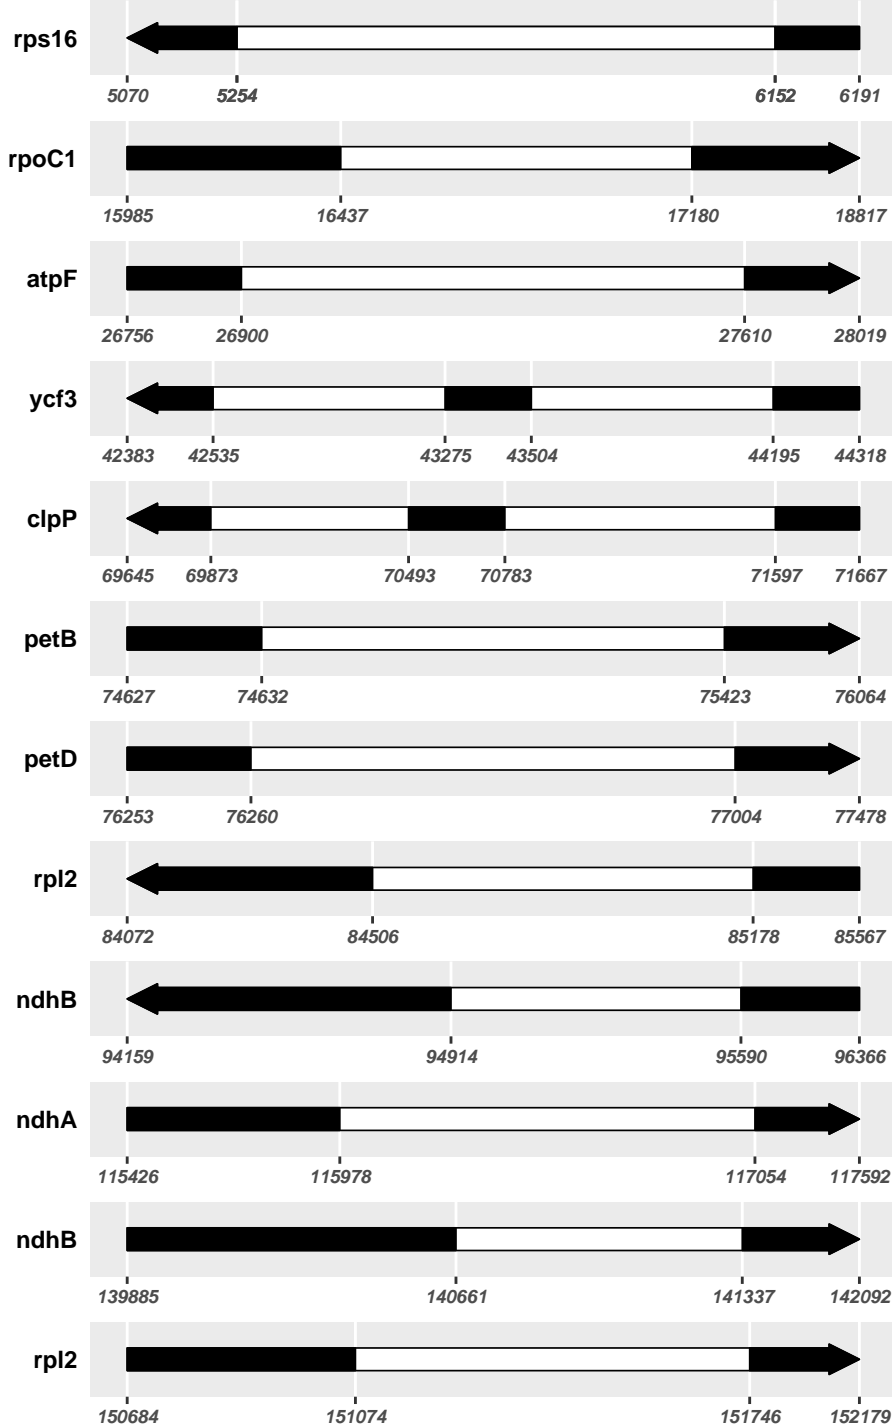 rps16
5070 5254 6152 6191
rpoC1
15985 16437 17180 18817
atpF
26756 26900 27610 28019
ycf3
42383 42535 43275 43504 44195 44318
clpP
69645 69873 70493 70783 71597 71667
petB
74627 74632 75423 76064
petD
76253 76260 77004 77478
rpl2
84072 84506 85178 85567
ndhB
94159 94914 95590 96366
ndhA
115426 115978 117054 117592
ndhB
139885 140661 141337 142092
rpl2
150684 151074 151746 152179